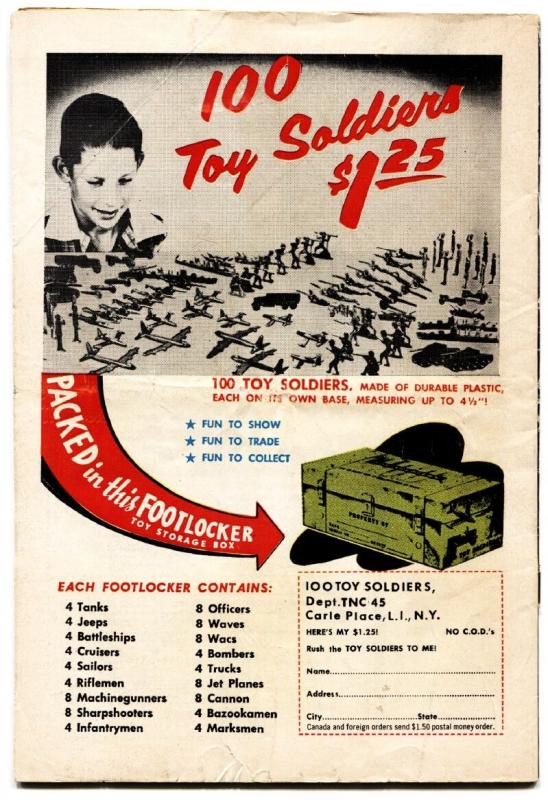 100
Toy Soldiers
$1.25
100 TOY SOLDIERS, MADE OF DURABLE PLASTIC,
EACH ON ITS OWN BASE, MEASURING UP TO 4½"!
★ FUN TO SHOW
★ FUN TO TRADE
★ FUN TO COLLECT
PACKED in this FOOTLOCKER
TOY STORAGE BOX
PROPERTY OF
EACH FOOTLOCKER CONTAINS:
4 Tanks
4 Jeeps
4 Battleships
4 Cruisers
4 Sailors
4 Riflemen
8 Machinegunners
8 Sharpshooters
4 Infantrymen
8 Officers
8 Waves
8 Wacs
4 Bombers
4 Trucks
8 Jet Planes
8 Cannon
4 Bazookamen
4 Marksmen
100 TOY SOLDIERS,
Dept. TNC 45
Carle Place, L.I., N.Y.
HERE'S MY $1.25! NO C.O.D.'s
Rush the TOY SOLDIERS TO ME!
Name
Address
City State
Canada and foreign orders send $1.50 postal money order.